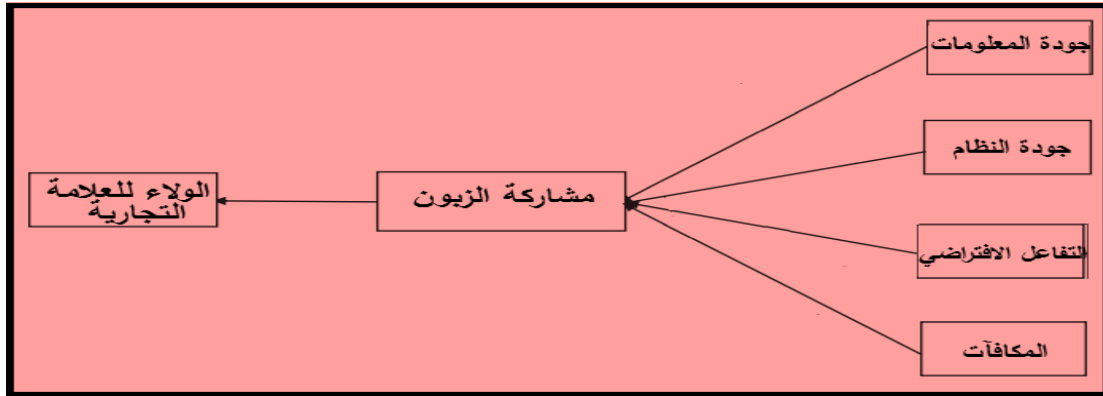 جودة المعلومات
جودة النظام
التفاعل الافتراضي
المكافآت
مشاركة الزبون
الولاء للعلامة
التجارية